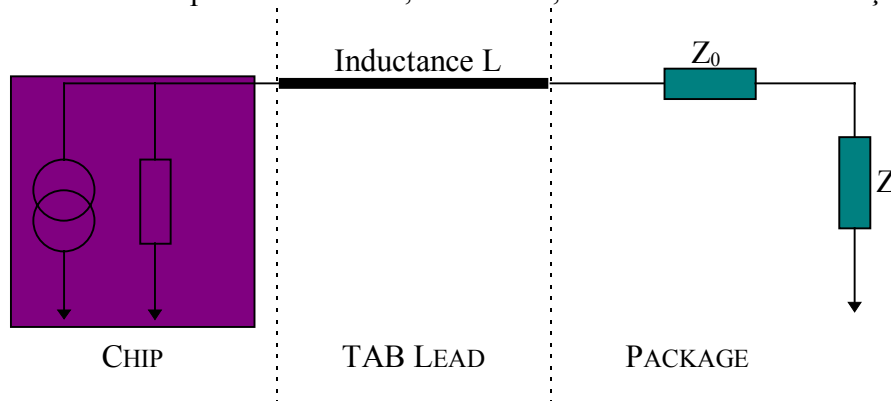 Inductance L
Z₀
Z
CHIP
TAB LEAD
PACKAGE